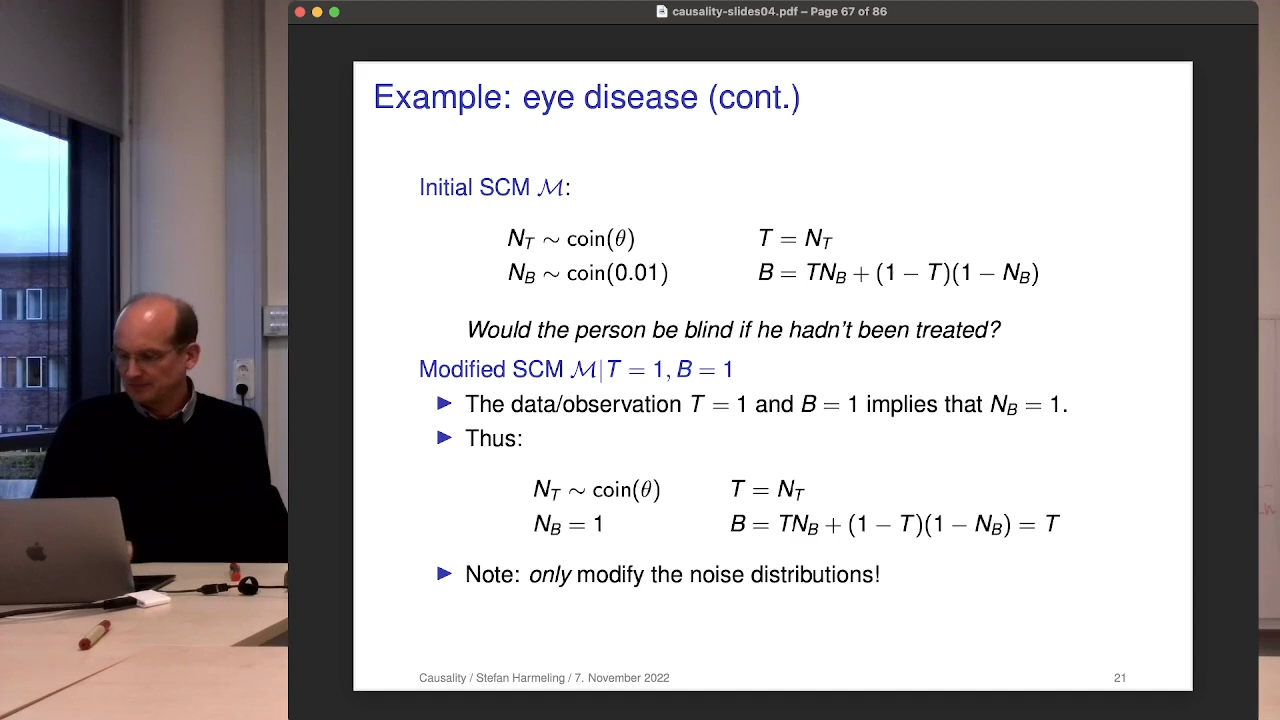 causality-slides04.pdf – Page 67 of 86
Example: eye disease (cont.)
Initial SCM ℳ:
N_T ∼ coin(θ) T = N_T
N_B ∼ coin(0.01) B = TN_B + (1 − T)(1 − N_B)
Would the person be blind if he hadn't been treated?
Modified SCM ℳ|T = 1, B = 1
▶ The data/observation T = 1 and B = 1 implies that N_B = 1.
▶ Thus:
N_T ∼ coin(θ) T = N_T
N_B = 1 B = TN_B + (1 − T)(1 − N_B) = T
▶ Note: only modify the noise distributions!
Causality / Stefan Harmeling / 7. November 2022 21